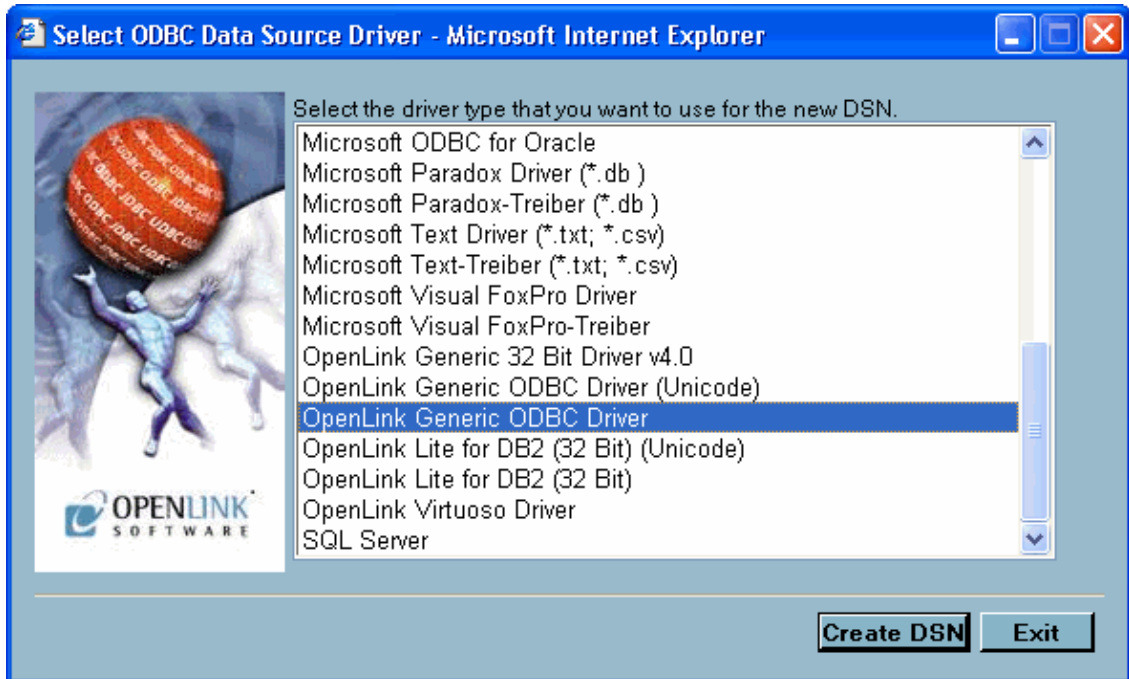 Select ODBC Data Source Driver - Microsoft Internet Explorer
Select the driver type that you want to use for the new DSN.
Microsoft ODBC for Oracle
Microsoft Paradox Driver (*.db )
Microsoft Paradox-Treiber (*.db )
Microsoft Text Driver (*.txt; *.csv)
Microsoft Text-Treiber (*.txt; *.csv)
Microsoft Visual FoxPro Driver
Microsoft Visual FoxPro-Treiber
OpenLink Generic 32 Bit Driver v4.0
OpenLink Generic ODBC Driver (Unicode)
OpenLink Generic ODBC Driver
OpenLink Lite for DB2 (32 Bit) (Unicode)
OpenLink Lite for DB2 (32 Bit)
OpenLink Virtuoso Driver
SQL Server
OPENLINK
SOFTWARE
Create DSN
Exit